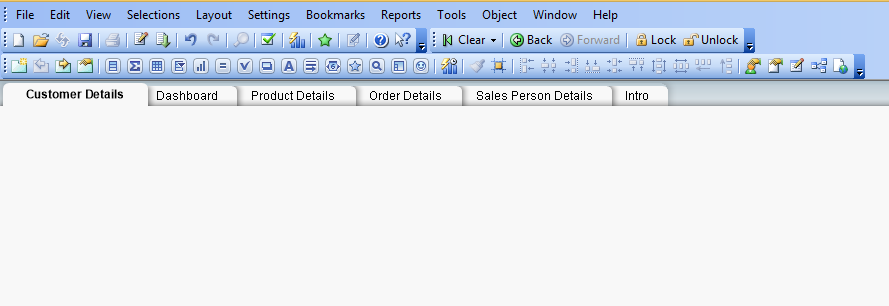 File Edit View Selections Layout Settings Bookmarks Reports Tools Object Window Help
Clear Back Forward Lock Unlock
Customer Details Dashboard Product Details Order Details Sales Person Details Intro